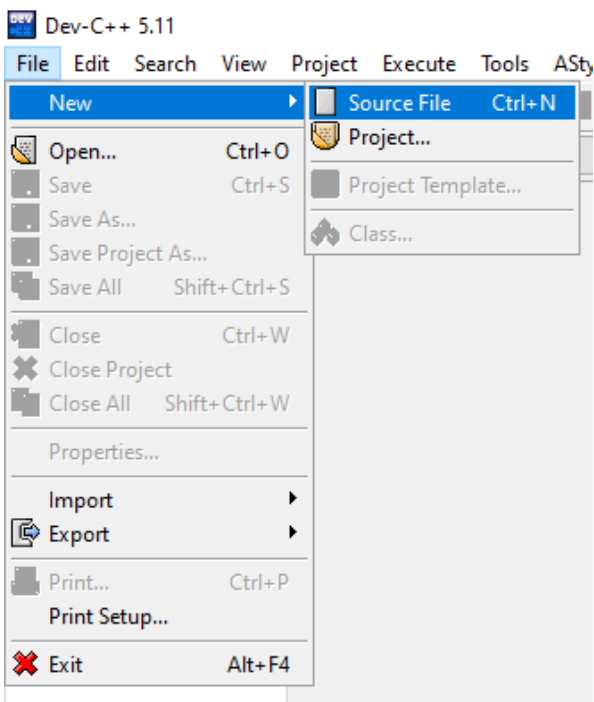 Dev-C++ 5.11
File Edit Search View Project Execute Tools ASty
New
Source File Ctrl+N
Project...
Project Template...
Class...
Open... Ctrl+O
Save Ctrl+S
Save As...
Save Project As...
Save All Shift+Ctrl+S
Close Ctrl+W
Close Project
Close All Shift+Ctrl+W
Properties...
Import
Export
Print... Ctrl+P
Print Setup...
Exit Alt+F4